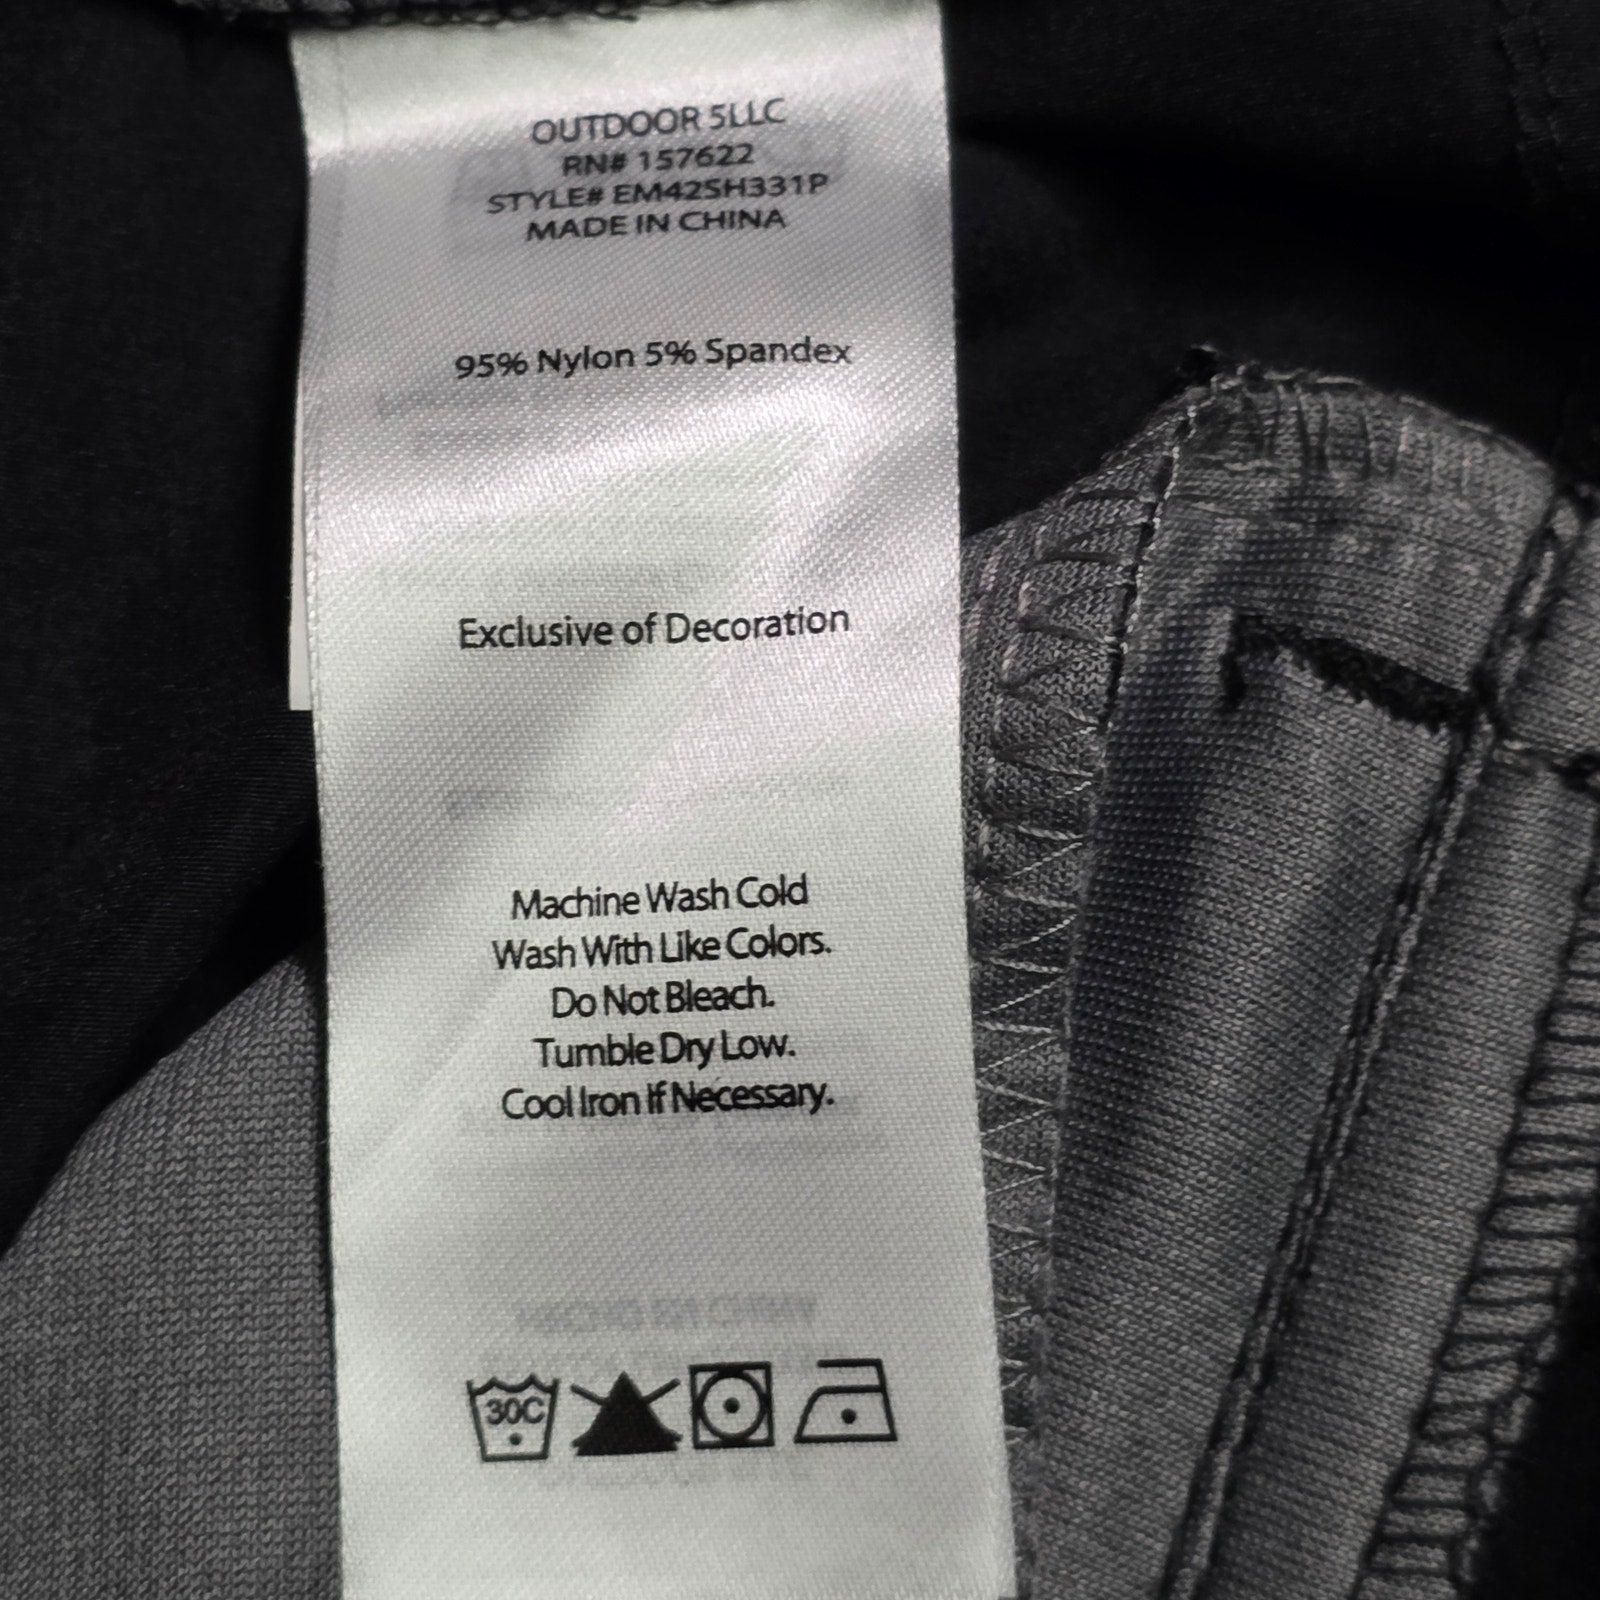 OUTDOOR 5LLC
RN# 157622
STYLE# EM42SH331P
MADE IN CHINA
95% Nylon 5% Spandex
Exclusive of Decoration
Machine Wash Cold
Wash With Like Colors.
Do Not Bleach.
Tumble Dry Low.
Cool Iron If Necessary.
30C